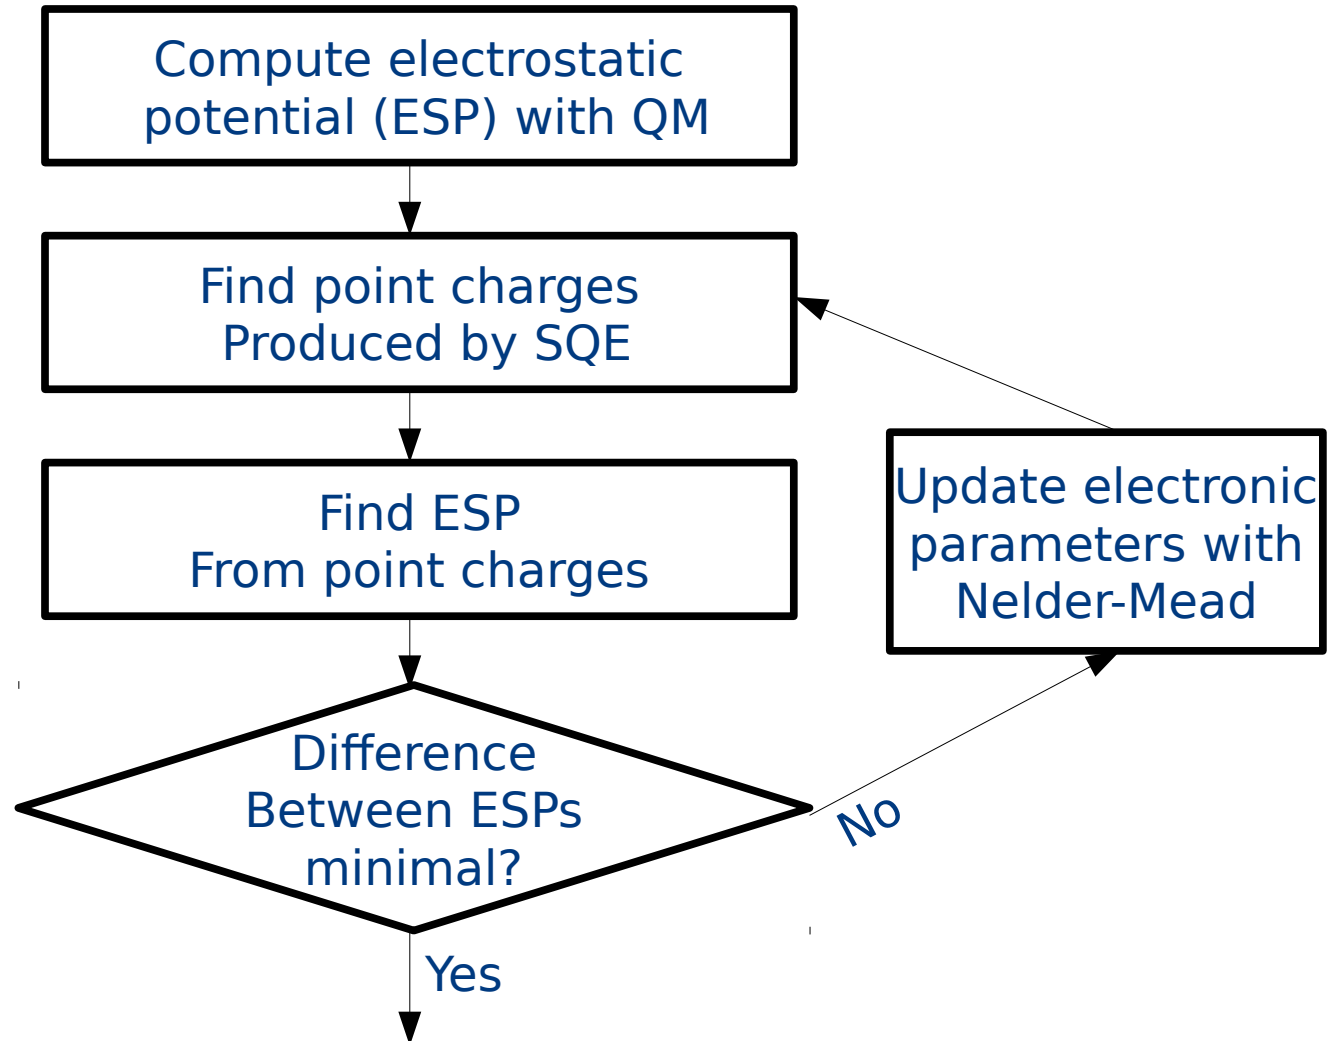 Compute electrostatic
potential (ESP) with QM
Find point charges
Produced by SQE
Find ESP
From point charges
Update electronic
parameters with
Nelder-Mead
Difference
Between ESPs
minimal?
No
Yes